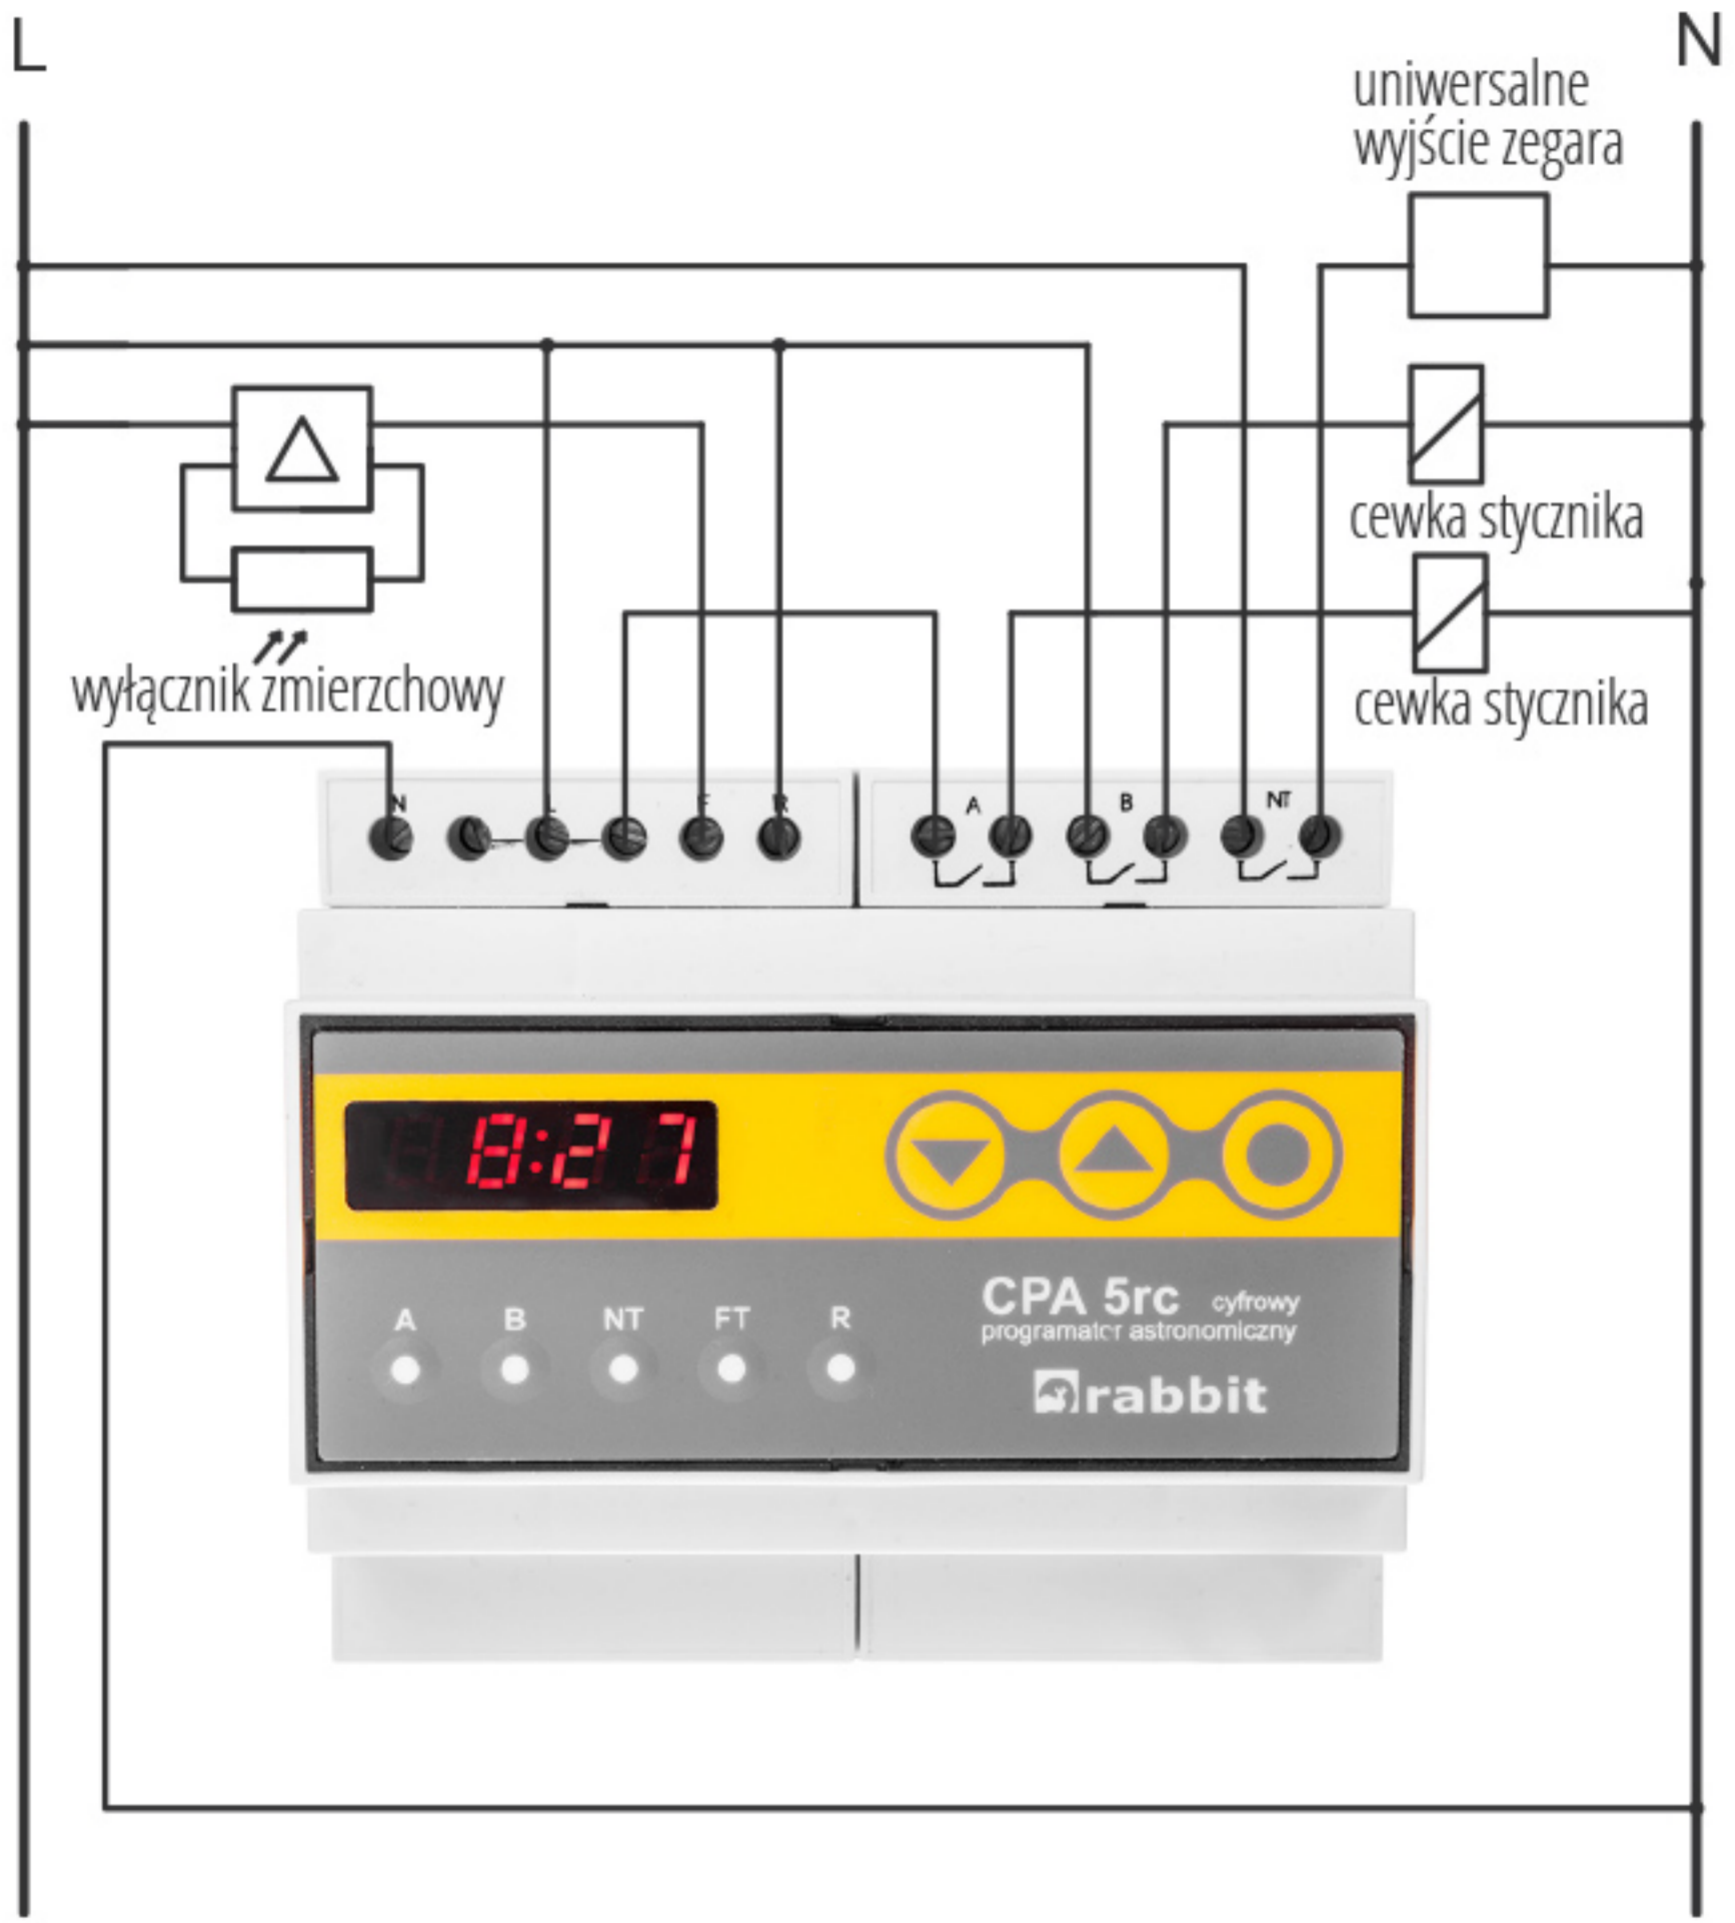 L
N
uniwersalne
wyjście zegara
cewka stycznika
cewka stycznika
wyłącznik zmierzchowy
N L F R A B NT
8:27
A B NT FT R
CPA 5rc cyfrowy
programator astronomiczny
rabbit